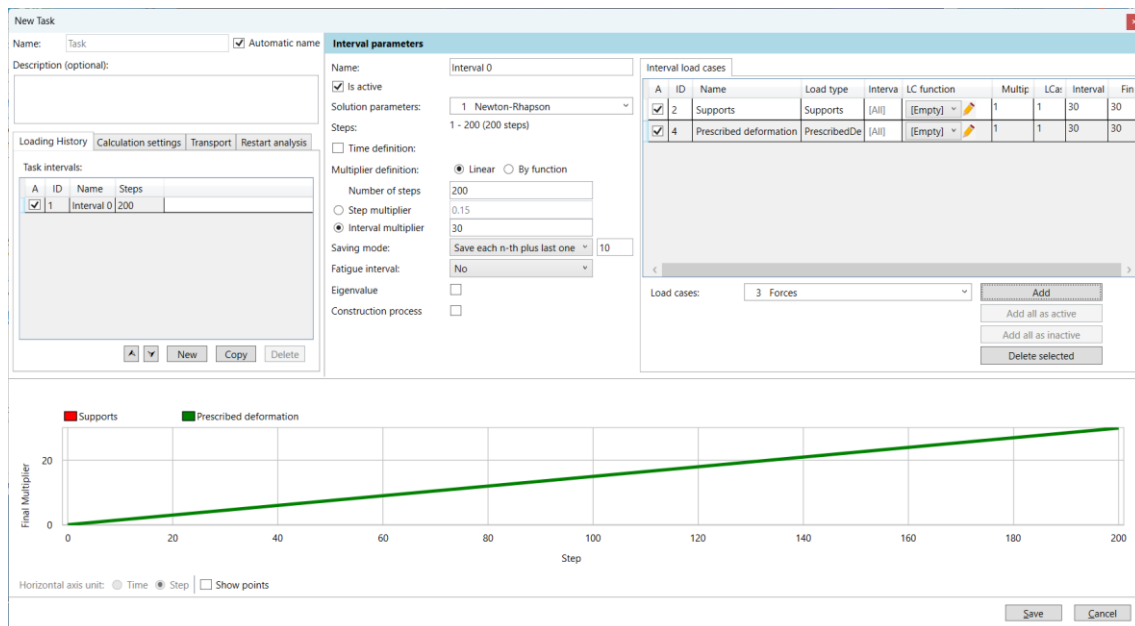 New Task
Name: Task Automatic name
Description (optional):
Loading History Calculation settings Transport Restart analysis
Task intervals:
A ID Name Steps
1 Interval 0 200
New Copy Delete
Interval parameters
Name: Interval 0
Is active
Solution parameters: 1 Newton-Rhapson
Steps: 1 - 200 (200 steps)
Time definition:
Multiplier definition: Linear By function
Number of steps 200
Step multiplier 0.15
Interval multiplier 30
Saving mode: Save each n-th plus last one 10
Fatigue interval: No
Eigenvalue
Construction process
Interval load cases
A ID Name Load type Interva LC function Multip LCas Interval Fin
2 Supports Supports [All] [Empty] 1 1 30 30
4 Prescribed deformation PrescribedDe [All] [Empty] 1 1 30 30
Load cases: 3 Forces Add
Add all as active
Add all as inactive
Delete selected
Supports Prescribed deformation
Final Multiplier
20
0
0 20 40 60 80 100 120 140 160 180 200
Step
Horizontal axis unit: Time Step Show points
Save Cancel